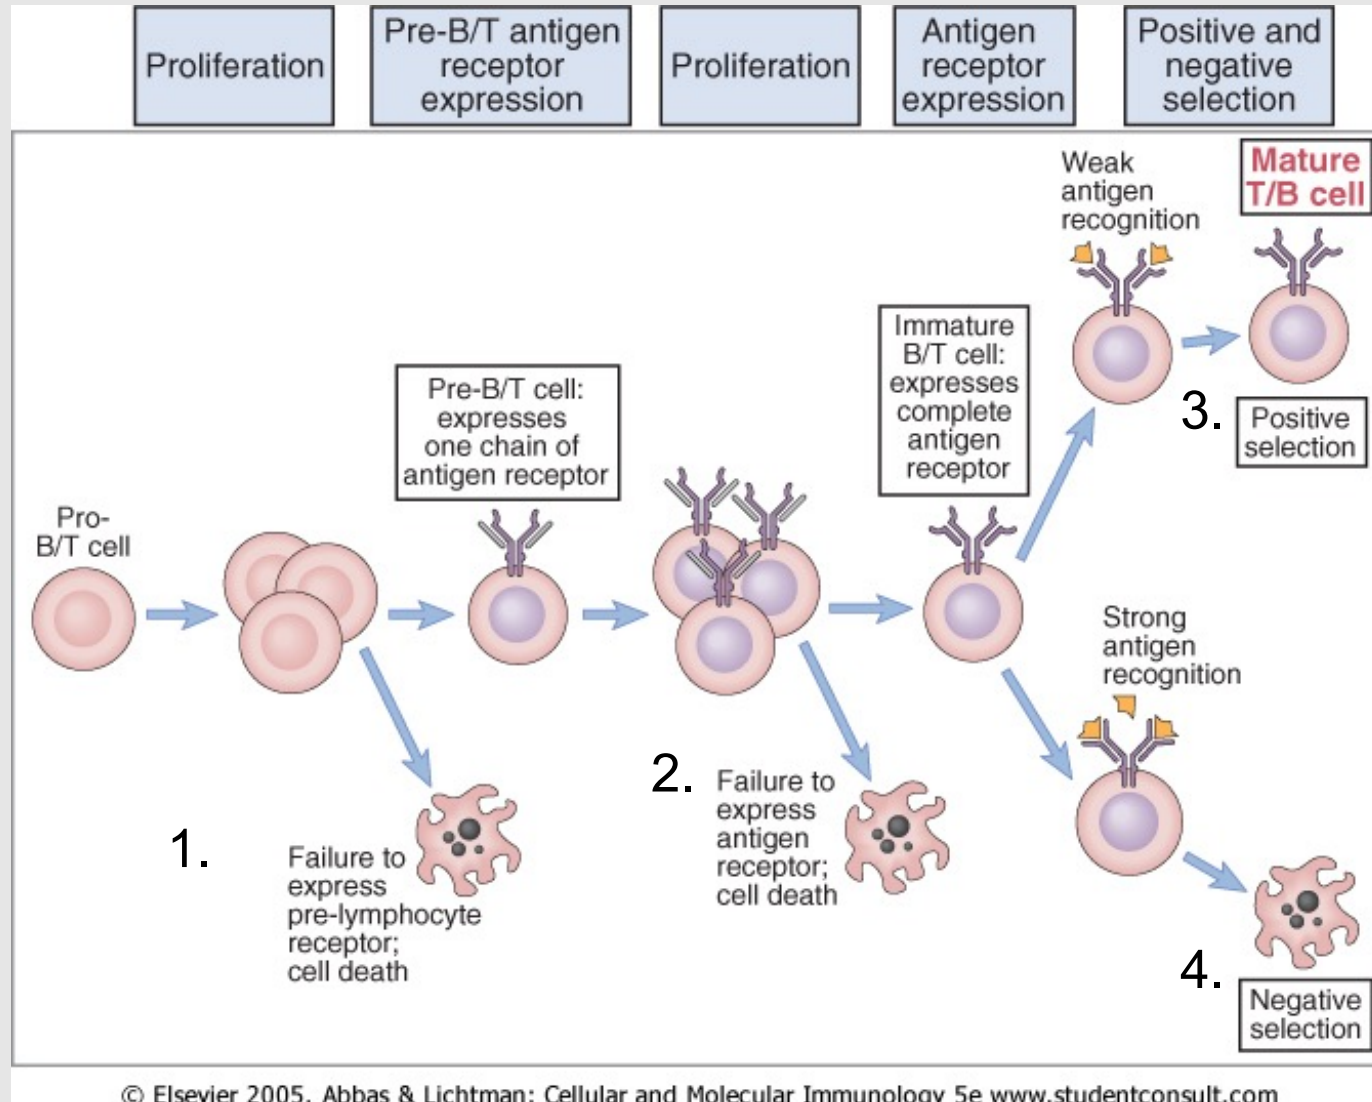 Proliferation
Pre-B/T antigen
receptor
expression
Proliferation
Antigen
receptor
expression
Positive and
negative
selection
Pro-
B/T cell
1.
Failure to
express
pre-lymphocyte
receptor;
cell death
Pre-B/T cell:
expresses
one chain of
antigen receptor
2.
Failure to
express
antigen
receptor;
cell death
Immature
B/T cell:
expresses
complete
antigen
receptor
Weak
antigen
recognition
Mature
T/B cell
3.
Positive
selection
Strong
antigen
recognition
4.
Negative
selection
© Elsevier 2005. Abbas & Lichtman: Cellular and Molecular Immunology 5e www.studentconsult.com